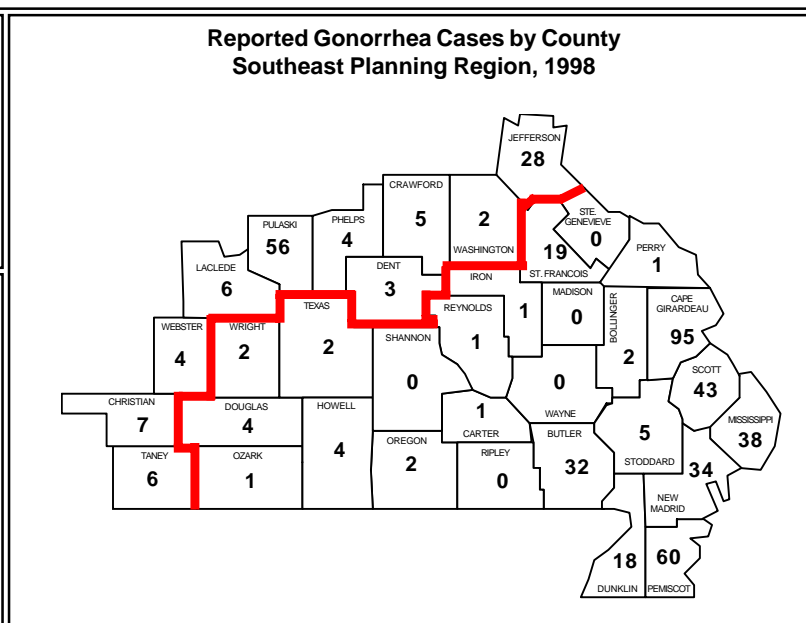 Reported Gonorrhea Cases by County
Southeast Planning Region, 1998
JEFFERSON
28
CRAWFORD
5
2
WASHINGTON
STE.
GENEVIEVE
0
PHELPS
4
PULASKI
56
19
ST. FRANCOIS
PERRY
1
LACLEDE
6
DENT
3
IRON
1
MADISON
0
CAPE
GIRARDEAU
95
BOLLINGER
2
TEXAS
2
REYNOLDS
1
WEBSTER
4
WRIGHT
2
SHANNON
0
SCOTT
43
0
WAYNE
CHRISTIAN
7
DOUGLAS
4
HOWELL
4
1
CARTER
MISSISSIPPI
38
5
STODDARD
BUTLER
32
OREGON
2
RIPLEY
0
TANEY
6
OZARK
1
34
NEW
MADRID
18
DUNKLIN
60
PEMISCOT